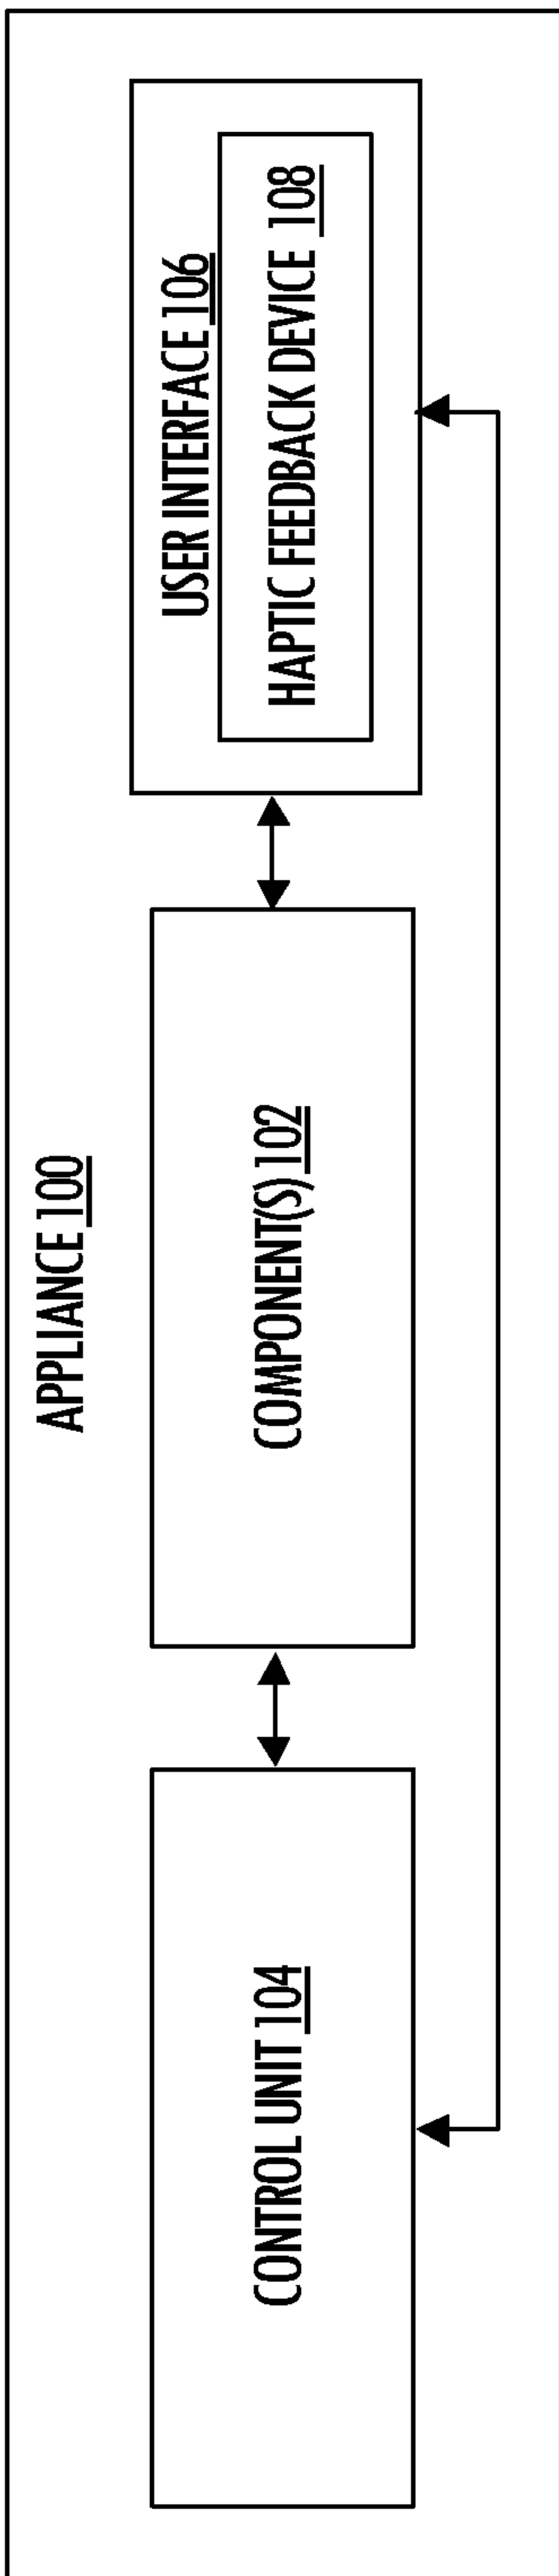 APPLIANCE 100
CONTROL UNIT 104
COMPONENT(S) 102
USER INTERFACE 106
HAPTIC FEEDBACK DEVICE 108